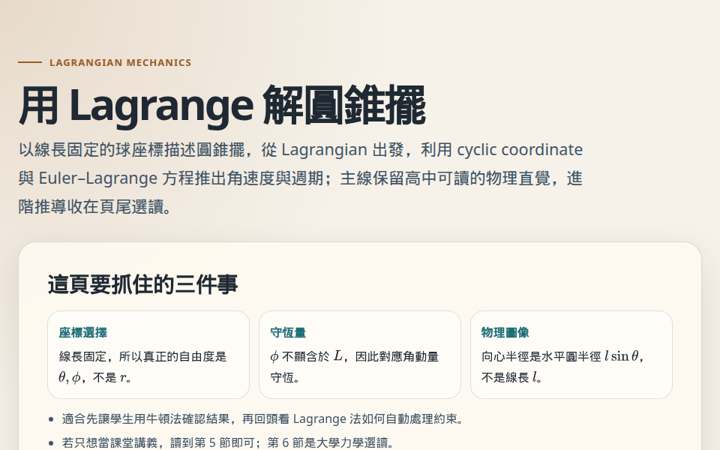 LAGRANGIAN MECHANICS
用 Lagrange 解圓錐擺
以線長固定的球座標描述圓錐擺，從 Lagrangian 出發，利用 cyclic coordinate
與 Euler–Lagrange 方程推出角速度與週期；主線保留高中可讀的物理直覺，進
階推導收在頁尾選讀。
這頁要抓住的三件事
座標選擇
線長固定，所以真正的自由度是
θ, ϕ，不是 r。
守恆量
ϕ 不顯含於 L，因此對應角動量
守恆。
物理圖像
向心半徑是水平圓半徑 l sin θ，
不是線長 l。
• 適合先讓學生用牛頓法確認結果，再回頭看 Lagrange 法如何自動處理約束。
• 若只想當課堂講義，讀到第 5 節即可；第 6 節是大學力學選讀。